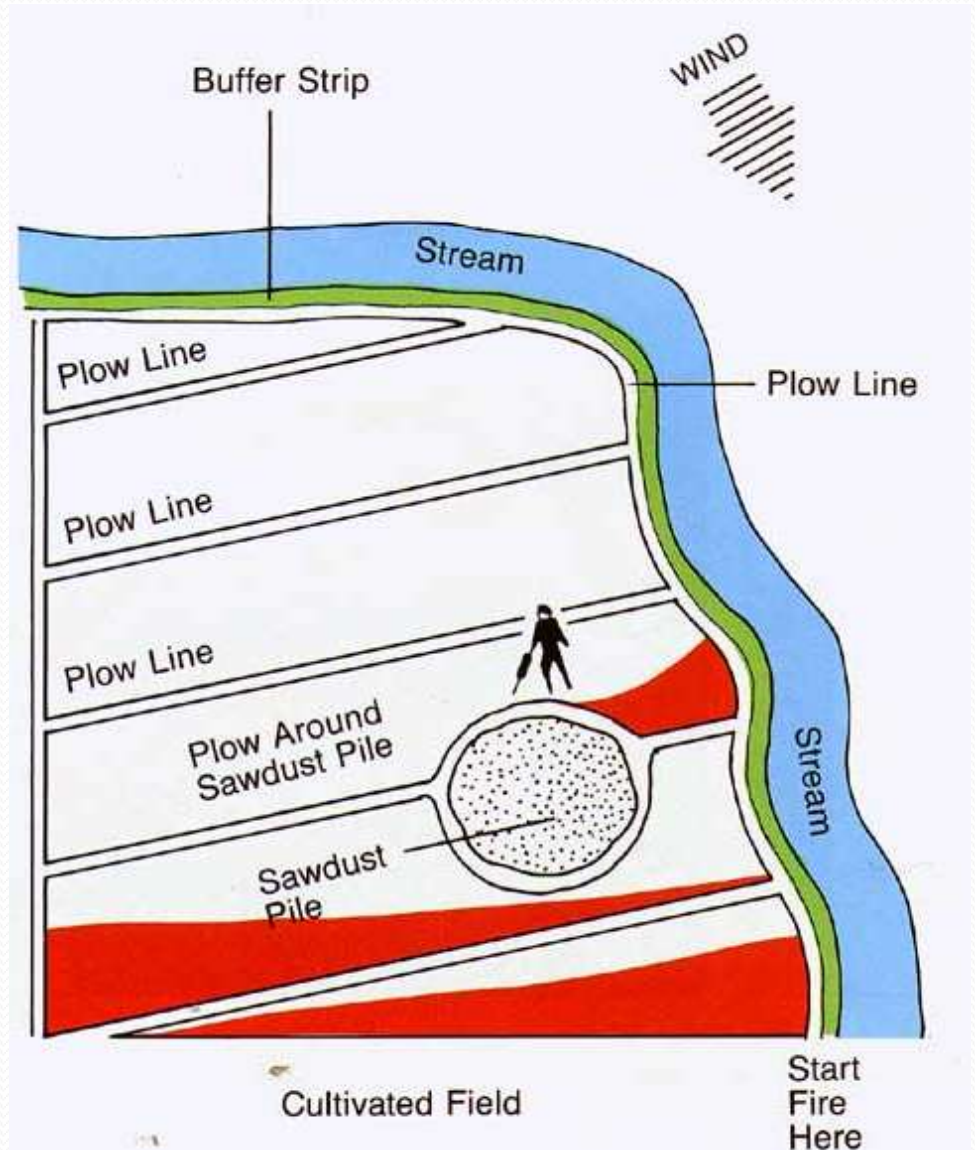 WIND
Buffer Strip
Stream
Plow Line
Plow Line
Plow Line
Plow Line
Plow Around
Sawdust Pile
Stream
Sawdust
Pile
Cultivated Field
Start
Fire
Here